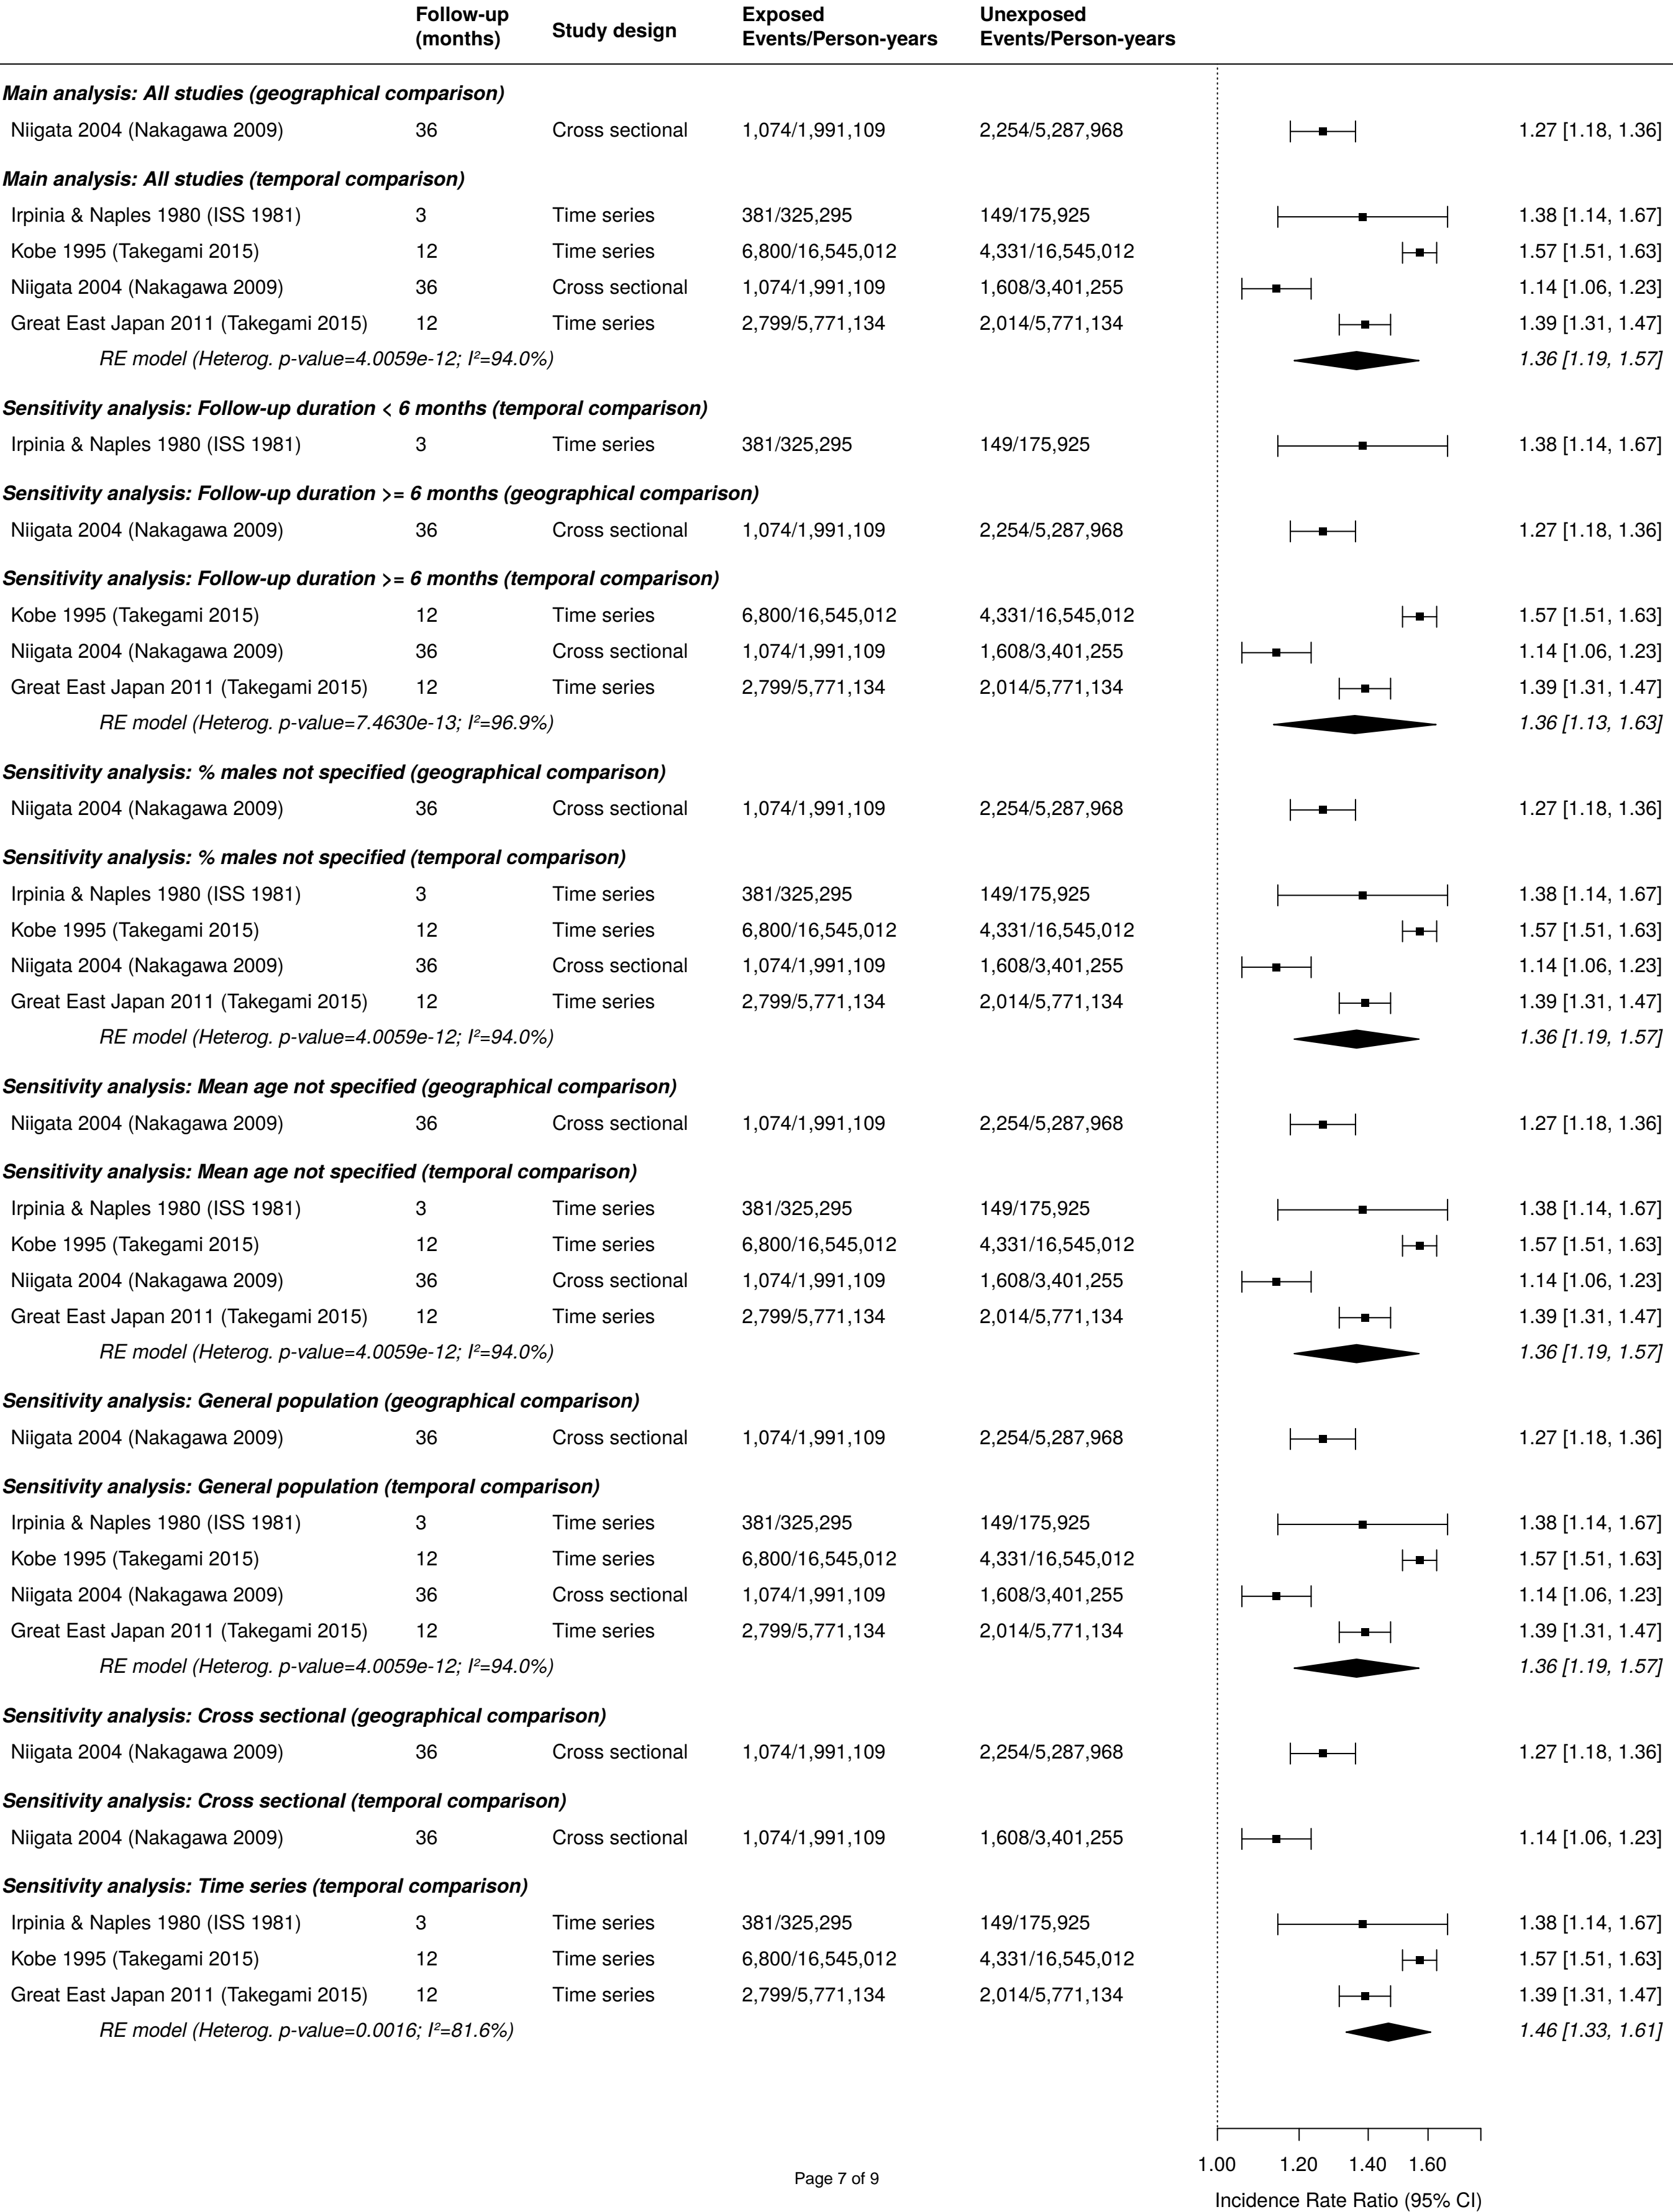 Follow-up (months) Study design Exposed Events/Person-years Unexposed Events/Person-years
Main analysis: All studies (geographical comparison)
Niigata 2004 (Nakagawa 2009) 36 Cross sectional 1,074/1,991,109 2,254/5,287,968 1.27 [1.18, 1.36]
Main analysis: All studies (temporal comparison)
Irpinia & Naples 1980 (ISS 1981) 3 Time series 381/325,295 149/175,925 1.38 [1.14, 1.67]
Kobe 1995 (Takegami 2015) 12 Time series 6,800/16,545,012 4,331/16,545,012 1.57 [1.51, 1.63]
Niigata 2004 (Nakagawa 2009) 36 Cross sectional 1,074/1,991,109 1,608/3,401,255 1.14 [1.06, 1.23]
Great East Japan 2011 (Takegami 2015) 12 Time series 2,799/5,771,134 2,014/5,771,134 1.39 [1.31, 1.47]
RE model (Heterog. p-value=4.0059e-12; I²=94.0%) 1.36 [1.19, 1.57]
Sensitivity analysis: Follow-up duration < 6 months (temporal comparison)
Irpinia & Naples 1980 (ISS 1981) 3 Time series 381/325,295 149/175,925 1.38 [1.14, 1.67]
Sensitivity analysis: Follow-up duration >= 6 months (geographical comparison)
Niigata 2004 (Nakagawa 2009) 36 Cross sectional 1,074/1,991,109 2,254/5,287,968 1.27 [1.18, 1.36]
Sensitivity analysis: Follow-up duration >= 6 months (temporal comparison)
Kobe 1995 (Takegami 2015) 12 Time series 6,800/16,545,012 4,331/16,545,012 1.57 [1.51, 1.63]
Niigata 2004 (Nakagawa 2009) 36 Cross sectional 1,074/1,991,109 1,608/3,401,255 1.14 [1.06, 1.23]
Great East Japan 2011 (Takegami 2015) 12 Time series 2,799/5,771,134 2,014/5,771,134 1.39 [1.31, 1.47]
RE model (Heterog. p-value=7.4630e-13; I²=96.9%) 1.36 [1.13, 1.63]
Sensitivity analysis: % males not specified (geographical comparison)
Niigata 2004 (Nakagawa 2009) 36 Cross sectional 1,074/1,991,109 2,254/5,287,968 1.27 [1.18, 1.36]
Sensitivity analysis: % males not specified (temporal comparison)
Irpinia & Naples 1980 (ISS 1981) 3 Time series 381/325,295 149/175,925 1.38 [1.14, 1.67]
Kobe 1995 (Takegami 2015) 12 Time series 6,800/16,545,012 4,331/16,545,012 1.57 [1.51, 1.63]
Niigata 2004 (Nakagawa 2009) 36 Cross sectional 1,074/1,991,109 1,608/3,401,255 1.14 [1.06, 1.23]
Great East Japan 2011 (Takegami 2015) 12 Time series 2,799/5,771,134 2,014/5,771,134 1.39 [1.31, 1.47]
RE model (Heterog. p-value=4.0059e-12; I²=94.0%) 1.36 [1.19, 1.57]
Sensitivity analysis: Mean age not specified (geographical comparison)
Niigata 2004 (Nakagawa 2009) 36 Cross sectional 1,074/1,991,109 2,254/5,287,968 1.27 [1.18, 1.36]
Sensitivity analysis: Mean age not specified (temporal comparison)
Irpinia & Naples 1980 (ISS 1981) 3 Time series 381/325,295 149/175,925 1.38 [1.14, 1.67]
Kobe 1995 (Takegami 2015) 12 Time series 6,800/16,545,012 4,331/16,545,012 1.57 [1.51, 1.63]
Niigata 2004 (Nakagawa 2009) 36 Cross sectional 1,074/1,991,109 1,608/3,401,255 1.14 [1.06, 1.23]
Great East Japan 2011 (Takegami 2015) 12 Time series 2,799/5,771,134 2,014/5,771,134 1.39 [1.31, 1.47]
RE model (Heterog. p-value=4.0059e-12; I²=94.0%) 1.36 [1.19, 1.57]
Sensitivity analysis: General population (geographical comparison)
Niigata 2004 (Nakagawa 2009) 36 Cross sectional 1,074/1,991,109 2,254/5,287,968 1.27 [1.18, 1.36]
Sensitivity analysis: General population (temporal comparison)
Irpinia & Naples 1980 (ISS 1981) 3 Time series 381/325,295 149/175,925 1.38 [1.14, 1.67]
Kobe 1995 (Takegami 2015) 12 Time series 6,800/16,545,012 4,331/16,545,012 1.57 [1.51, 1.63]
Niigata 2004 (Nakagawa 2009) 36 Cross sectional 1,074/1,991,109 1,608/3,401,255 1.14 [1.06, 1.23]
Great East Japan 2011 (Takegami 2015) 12 Time series 2,799/5,771,134 2,014/5,771,134 1.39 [1.31, 1.47]
RE model (Heterog. p-value=4.0059e-12; I²=94.0%) 1.36 [1.19, 1.57]
Sensitivity analysis: Cross sectional (geographical comparison)
Niigata 2004 (Nakagawa 2009) 36 Cross sectional 1,074/1,991,109 2,254/5,287,968 1.27 [1.18, 1.36]
Sensitivity analysis: Cross sectional (temporal comparison)
Niigata 2004 (Nakagawa 2009) 36 Cross sectional 1,074/1,991,109 1,608/3,401,255 1.14 [1.06, 1.23]
Sensitivity analysis: Time series (temporal comparison)
Irpinia & Naples 1980 (ISS 1981) 3 Time series 381/325,295 149/175,925 1.38 [1.14, 1.67]
Kobe 1995 (Takegami 2015) 12 Time series 6,800/16,545,012 4,331/16,545,012 1.57 [1.51, 1.63]
Great East Japan 2011 (Takegami 2015) 12 Time series 2,799/5,771,134 2,014/5,771,134 1.39 [1.31, 1.47]
RE model (Heterog. p-value=0.0016; I²=81.6%) 1.46 [1.33, 1.61]
1.00 1.20 1.40 1.60
Page 7 of 9
Incidence Rate Ratio (95% CI)